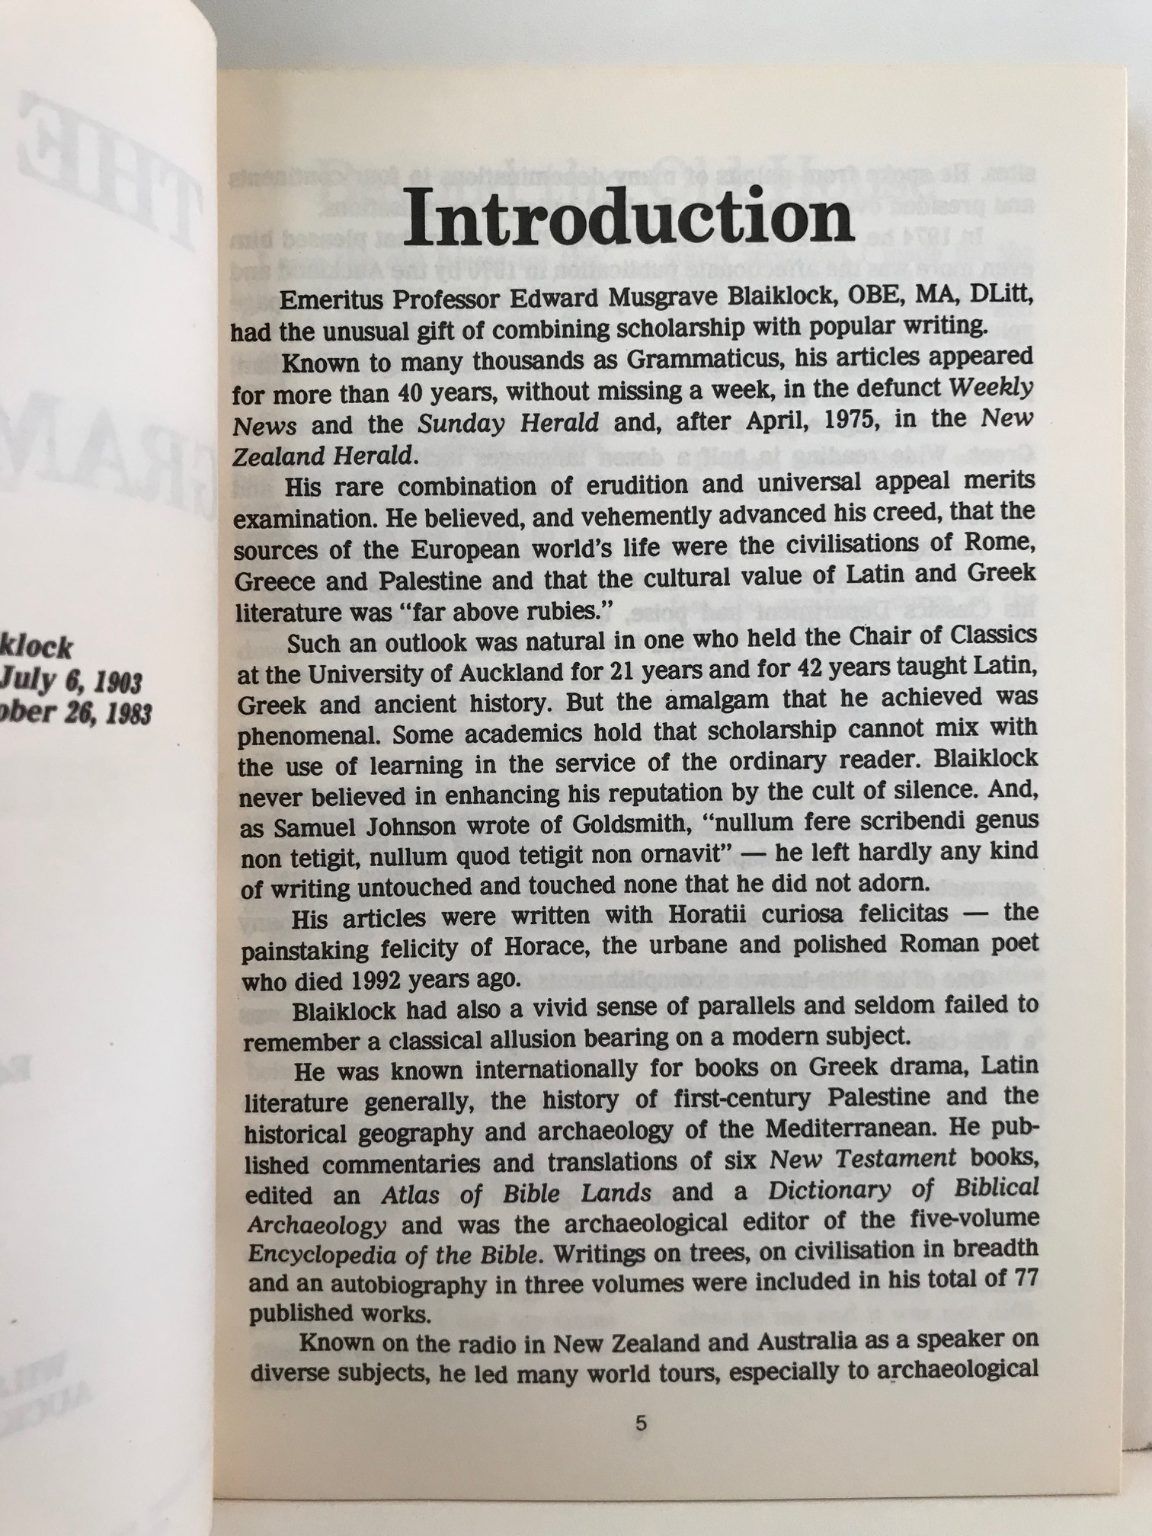 klock
July 6, 1903
ober 26, 1983
Introduction
Emeritus Professor Edward Musgrave Blaiklock, OBE, MA, DLitt,
had the unusual gift of combining scholarship with popular writing.
Known to many thousands as Grammaticus, his articles appeared
for more than 40 years, without missing a week, in the defunct Weekly
News and the Sunday Herald and, after April, 1975, in the New
Zealand Herald.
His rare combination of erudition and universal appeal merits
examination. He believed, and vehemently advanced his creed, that the
sources of the European world's life were the civilisations of Rome,
Greece and Palestine and that the cultural value of Latin and Greek
literature was “far above rubies.”
Such an outlook was natural in one who held the Chair of Classics
at the University of Auckland for 21 years and for 42 years taught Latin,
Greek and ancient history. But the amalgam that he achieved was
phenomenal. Some academics hold that scholarship cannot mix with
the use of learning in the service of the ordinary reader. Blaiklock
never believed in enhancing his reputation by the cult of silence. And,
as Samuel Johnson wrote of Goldsmith, “nullum fere scribendi genus
non tetigit, nullum quod tetigit non ornavit” — he left hardly any kind
of writing untouched and touched none that he did not adorn.
His articles were written with Horatii curiosa felicitas — the
painstaking felicity of Horace, the urbane and polished Roman poet
who died 1992 years ago.
Blaiklock had also a vivid sense of parallels and seldom failed to
remember a classical allusion bearing on a modern subject.
He was known internationally for books on Greek drama, Latin
literature generally, the history of first-century Palestine and the
historical geography and archaeology of the Mediterranean. He pub-
lished commentaries and translations of six New Testament books,
edited an Atlas of Bible Lands and a Dictionary of Biblical
Archaeology and was the archaeological editor of the five-volume
Encyclopedia of the Bible. Writings on trees, on civilisation in breadth
and an autobiography in three volumes were included in his total of 77
published works.
Known on the radio in New Zealand and Australia as a speaker on
diverse subjects, he led many world tours, especially to archaeological
5